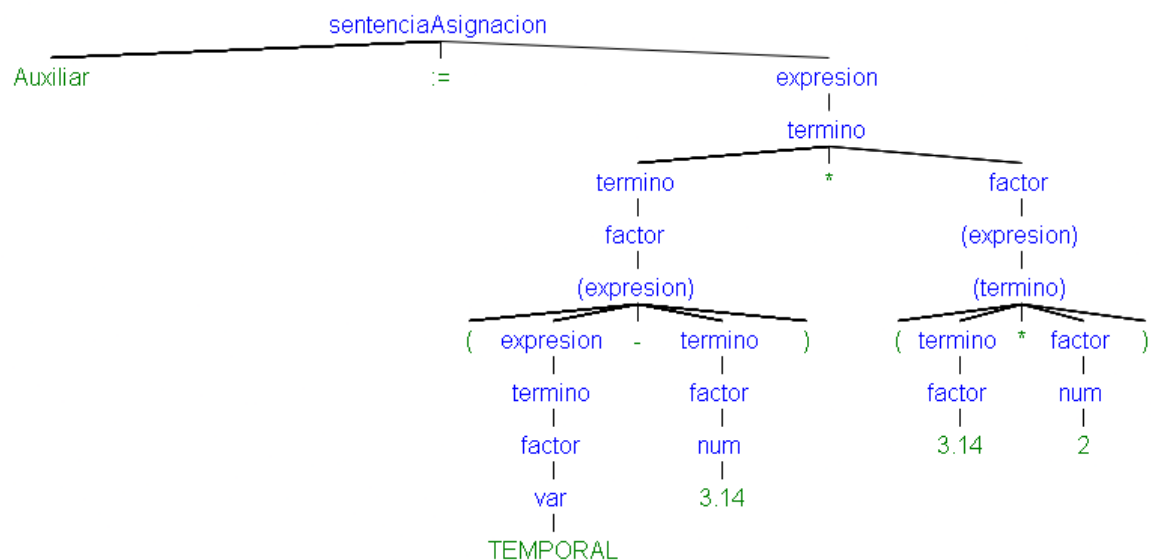 sentenciaAsignacion
Auxiliar := expresion
termino
termino * factor
factor (expresion)
(expresion) (termino)
( expresion - termino ) ( termino * factor )
termino factor factor num
factor num 3.14 2
var 3.14
TEMPORAL